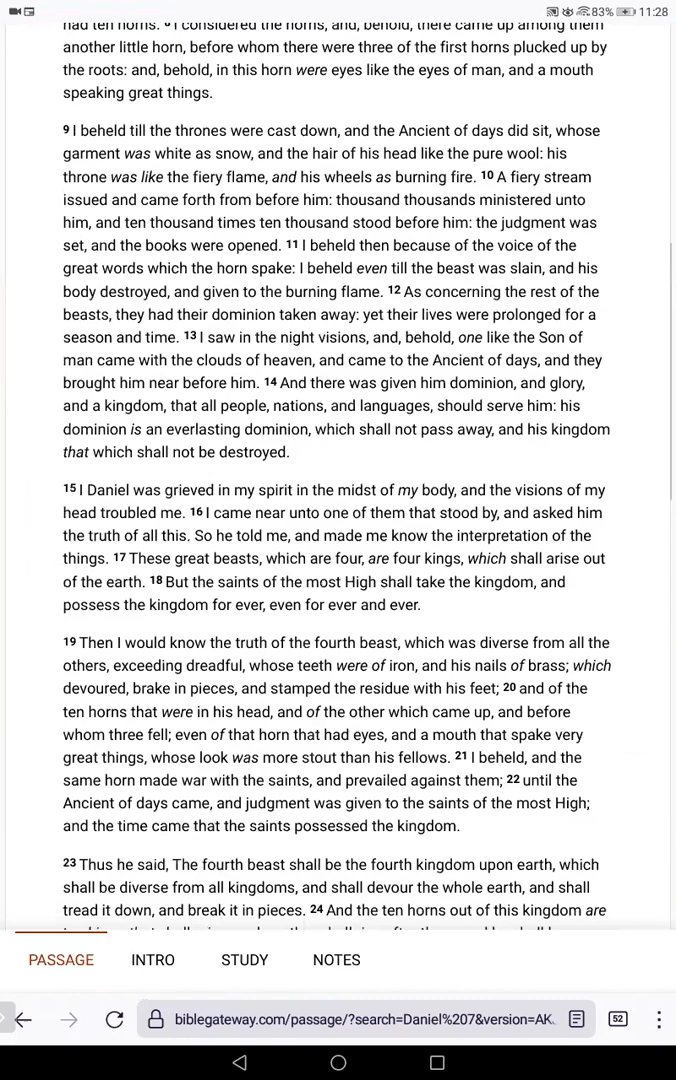 83% 11:28
had ten horns. 8 I considered the horns, and, behold, there came up among them
another little horn, before whom there were three of the first horns plucked up by
the roots: and, behold, in this horn were eyes like the eyes of man, and a mouth
speaking great things.
9 I beheld till the thrones were cast down, and the Ancient of days did sit, whose
garment was white as snow, and the hair of his head like the pure wool: his
throne was like the fiery flame, and his wheels as burning fire. 10 A fiery stream
issued and came forth from before him: thousand thousands ministered unto
him, and ten thousand times ten thousand stood before him: the judgment was
set, and the books were opened. 11 I beheld then because of the voice of the
great words which the horn spake: I beheld even till the beast was slain, and his
body destroyed, and given to the burning flame. 12 As concerning the rest of the
beasts, they had their dominion taken away: yet their lives were prolonged for a
season and time. 13 I saw in the night visions, and, behold, one like the Son of
man came with the clouds of heaven, and came to the Ancient of days, and they
brought him near before him. 14 And there was given him dominion, and glory,
and a kingdom, that all people, nations, and languages, should serve him: his
dominion is an everlasting dominion, which shall not pass away, and his kingdom
that which shall not be destroyed.
15 I Daniel was grieved in my spirit in the midst of my body, and the visions of my
head troubled me. 16 I came near unto one of them that stood by, and asked him
the truth of all this. So he told me, and made me know the interpretation of the
things. 17 These great beasts, which are four, are four kings, which shall arise out
of the earth. 18 But the saints of the most High shall take the kingdom, and
possess the kingdom for ever, even for ever and ever.
19 Then I would know the truth of the fourth beast, which was diverse from all the
others, exceeding dreadful, whose teeth were of iron, and his nails of brass; which
devoured, brake in pieces, and stamped the residue with his feet; 20 and of the
ten horns that were in his head, and of the other which came up, and before
whom three fell; even of that horn that had eyes, and a mouth that spake very
great things, whose look was more stout than his fellows. 21 I beheld, and the
same horn made war with the saints, and prevailed against them; 22 until the
Ancient of days came, and judgment was given to the saints of the most High;
and the time came that the saints possessed the kingdom.
23 Thus he said, The fourth beast shall be the fourth kingdom upon earth, which
shall be diverse from all kingdoms, and shall devour the whole earth, and shall
tread it down, and break it in pieces. 24 And the ten horns out of this kingdom are
PASSAGE INTRO STUDY NOTES
biblegateway.com/passage/?search=Daniel%207&version=AK 52